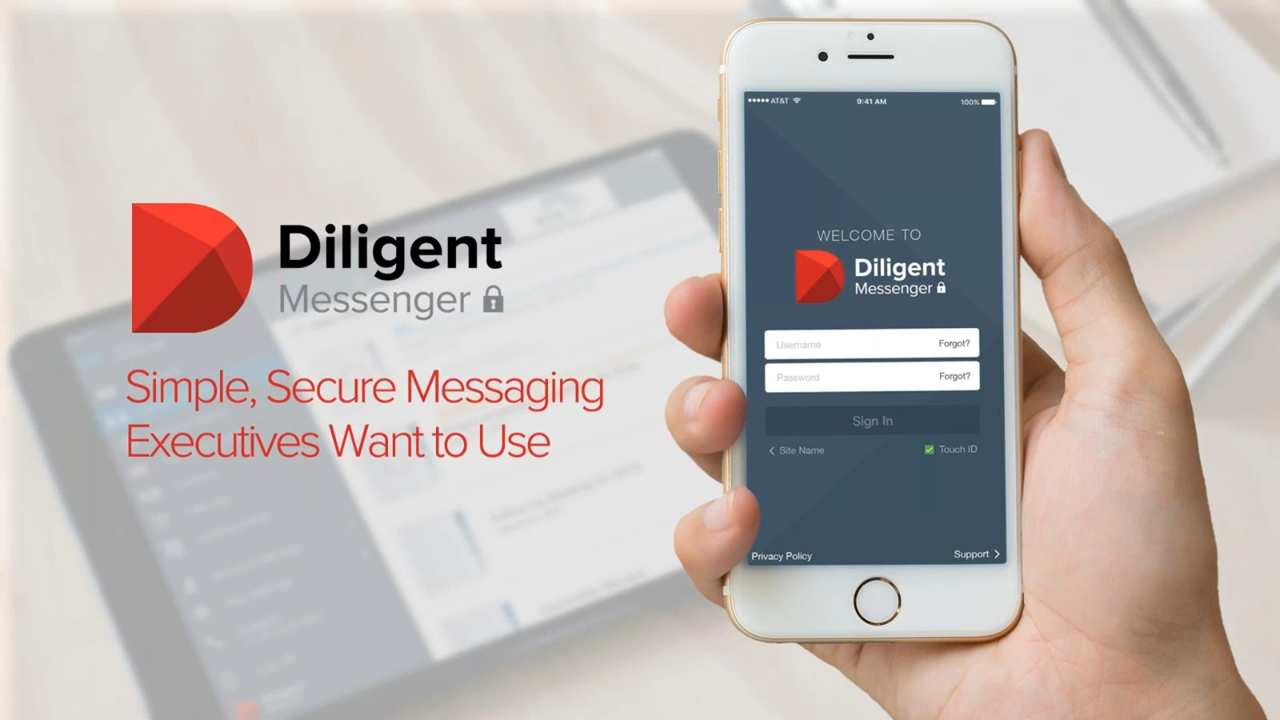 Diligent
Messenger
Simple, Secure Messaging
Executives Want to Use
AT&T 9:41 AM 100%
WELCOME TO
Diligent
Messenger
Username Forgot?
Password Forgot?
Sign In
Site Name Touch ID
Privacy Policy Support